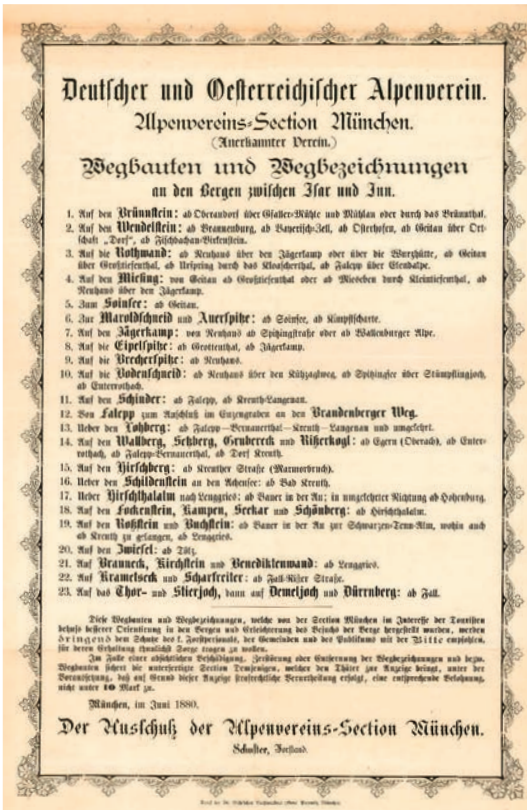 Deutscher und Oesterreichischer Alpenverein.
Alpenvereins-Section München.
(Anerkannter Verein.)
Wegbauten und Wegbezeichnungen
an den Bergen zwischen Isar und Inn.
1. Auf den Brünnstein: ab Oberaudorf über Gfaller-Mühle und Mühlau oder durch das Brünnthal.
2. Auf den Wendelstein: ab Brannenburg, ab Bayerisch-Zell, ab Osterhofen, ab Geitau über Ort-
schaft „Dorf“, ab Fischbachau-Birkenstein.
3. Auf die Rothwand: ab Neuhaus über den Jägerkamp oder über die Wurzhütte, ab Geitau
über Großtiefenthal, ab Ursprung durch das Kloascherthal, ab Falepp über Elendalpe.
4. Auf den Miesing: von Geitau ab Großtiefenthal oder ab Mieseben durch Kleintiefenthal, ab
Neuhaus über den Jägerkamp.
5. Zum Soinsee: ab Geitau.
6. Zur Maroldschneid und Auerspitze: ab Soinsee, ab Kümpflscharte.
7. Auf den Jägerkamp: von Neuhaus ab Spitzingstraße oder ab Wallenburger Alpe.
8. Auf die Eipelspitze: ab Grottenthal, ab Jägerkamp.
9. Auf die Brecherspitze: ab Neuhaus.
10. Auf die Bodenschneid: ab Neuhaus über den Kühzaglweg, ab Spitzingsee über Stümpflingjoch,
ab Enterrothach.
11. Auf den Schinder: ab Falepp, ab Kreuth-Langenau.
12. Von Falepp zum Anschluß im Enzengraben an den Brandenberger Weg.
13. Ueber den Lohberg: ab Falepp—Bernauerthal—Kreuth—Langenau und umgekehrt.
14. Auf den Wallberg, Setzberg, Grubereck und Rißerkogl: ab Egern (Oberach), ab Enter-
rothach, ab Falepp-Bernauerthal, ab Dorf Kreuth.
15. Auf den Hirschberg: ab Kreuther Straße (Marmorbruch).
16. Ueber den Schildenstein an den Achensee: ab Bad Kreuth.
17. Ueber Hirschthalalm nach Lenggries: ab Bauer in der Au; in umgekehrter Richtung ab Hohenburg.
18. Auf den Fockenstein, Kampen, Seekar und Schönberg: ab Hirschthalalm.
19. Auf den Roßstein und Buchstein: ab Bauer in der Au zur Schwarzen-Tenn-Alm, wohin auch
ab Kreuth zu gelangen, ab Lenggries.
20. Auf den Zwiesel: ab Tölz.
21. Auf Brauneck, Kirchstein und Benediktenwand: ab Lenggries.
22. Auf Kramelseck und Scharfreiter: ab Fall-Rißer Straße.
23. Auf das Thor- und Stierjoch, dann auf Demeljoch und Dürrnberg: ab Fall.
Diese Wegbauten und Wegbezeichnungen, welche von der Section München im Interesse der Touristen
behufs besserer Orientirung in den Bergen und Erleichterung des Besuchs der Berge hergestellt wurden, werden
dringend dem Schutze des k. Forstpersonals, der Gemeinden und des Publikums mit der Bitte empfohlen,
für deren Erhaltung thunlichst Sorge tragen zu wollen.
Im Falle einer absichtlichen Beschädigung, Zerstörung oder Entfernung der Wegbezeichnungen und bezw.
Wegbauten sichert die unterfertigte Section Demjenigen, welcher den Thäter zur Anzeige bringt, unter der
Voraussetzung, daß auf Grund dieser Anzeige strafrechtliche Verurtheilung erfolgt, eine entsprechende Belohnung,
nicht unter 10 Mark zu.
München, im Juni 1880.
Der Ausschuß der Alpenvereins-Section München.
Schuster, Vorstand.